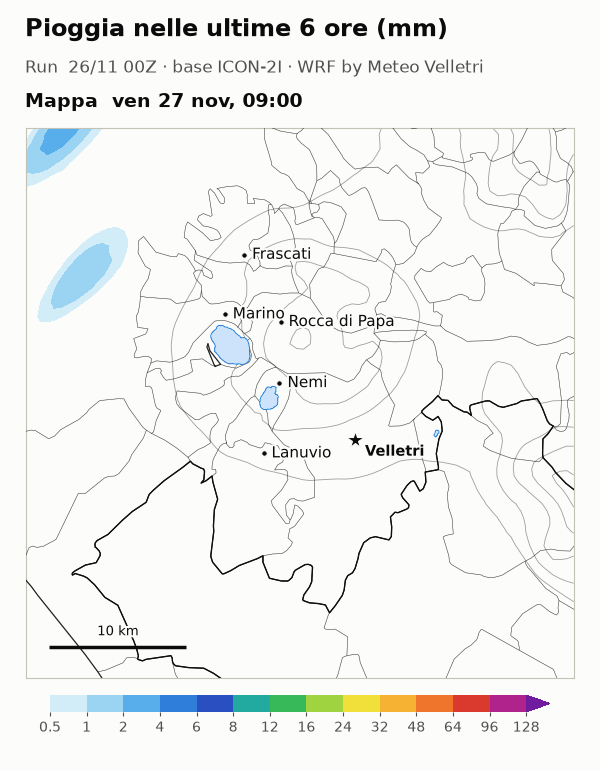 Pioggia nelle ultime 6 ore (mm)
Run  26/11 00Z · base ICON-2I · WRF by Meteo Velletri
Mappa  ven 27 nov, 09:00
Frascati
Marino
Rocca di Papa
Nemi
Velletri
Lanuvio
10 km
0.5 1 2 4 6 8 12 16 24 32 48 64 96 128